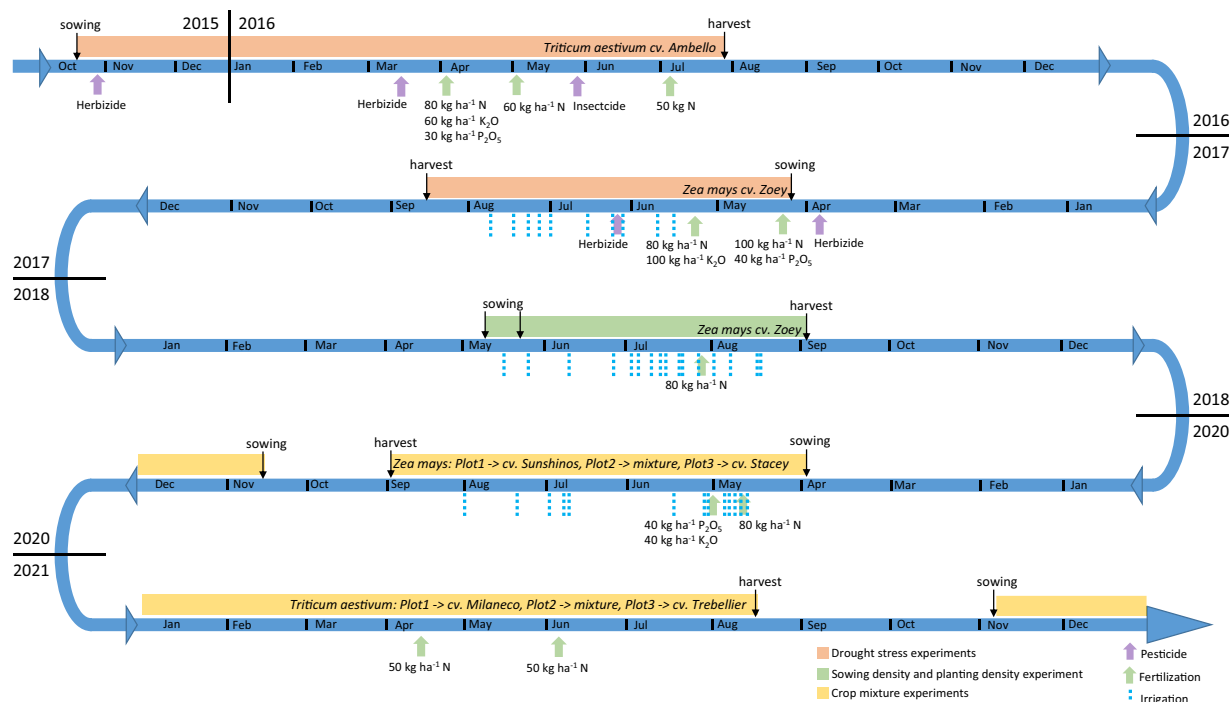 sowing
2015
2016
harvest
Triticum aestivum cv. Ambello
Oct Nov Dec Jan Feb Mar Apr May Jun Jul Aug Sep Oct Nov Dec
Herbizide
Herbizide
80 kg ha⁻¹ N
60 kg ha⁻¹ K₂O
30 kg ha⁻¹ P₂O₅
60 kg ha⁻¹ N
Insectcide
50 kg N
2016
2017
harvest
sowing
Zea mays cv. Zoey
Dec Nov Oct Sep Aug Jul Jun May Apr Mar Feb Jan
Herbizide
80 kg ha⁻¹ N
100 kg ha⁻¹ K₂O
100 kg ha⁻¹ N
40 kg ha⁻¹ P₂O₅
Herbizide
2017
2018
sowing
harvest
Zea mays cv. Zoey
Jan Feb Mar Apr May Jun Jul Aug Sep Oct Nov Dec
80 kg ha⁻¹ N
2018
2020
sowing
harvest
sowing
Zea mays: Plot1 -> cv. Sunshinos, Plot2 -> mixture, Plot3 -> cv. Stacey
Dec Nov Oct Sep Aug Jul Jun May Apr Mar Feb Jan
40 kg ha⁻¹ P₂O₅
40 kg ha⁻¹ K₂O
80 kg ha⁻¹ N
2020
2021
harvest
sowing
Triticum aestivum: Plot1 -> cv. Milaneco, Plot2 -> mixture, Plot3 -> cv. Trebellier
Jan Feb Mar Apr May Jun Jul Aug Sep Oct Nov Dec
50 kg ha⁻¹ N
50 kg ha⁻¹ N
Drought stress experiments
Sowing density and planting density experiment
Crop mixture experiments
Pesticide
Fertilization
Irrigation